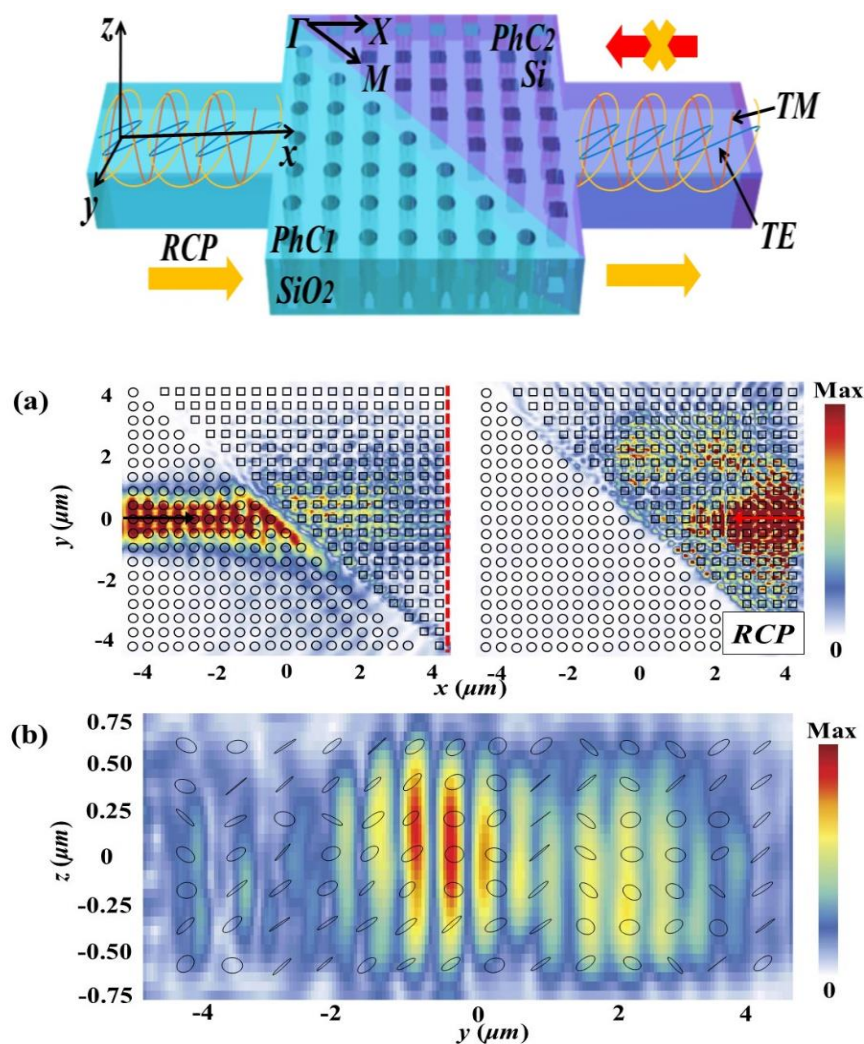 z
Γ X PhC2
M Si
TM
x
y
RCP PhC1 TE
SiO2
(a)
4
2
0
-2
-4
y (μm)
-4 -2 0 2 4
-4 -2 0 2 4
x (μm)
RCP
Max
0
(b)
0.75
0.50
0.25
0
-0.25
-0.50
-0.75
z (μm)
-4 -2 0 2 4
y (μm)
Max
0